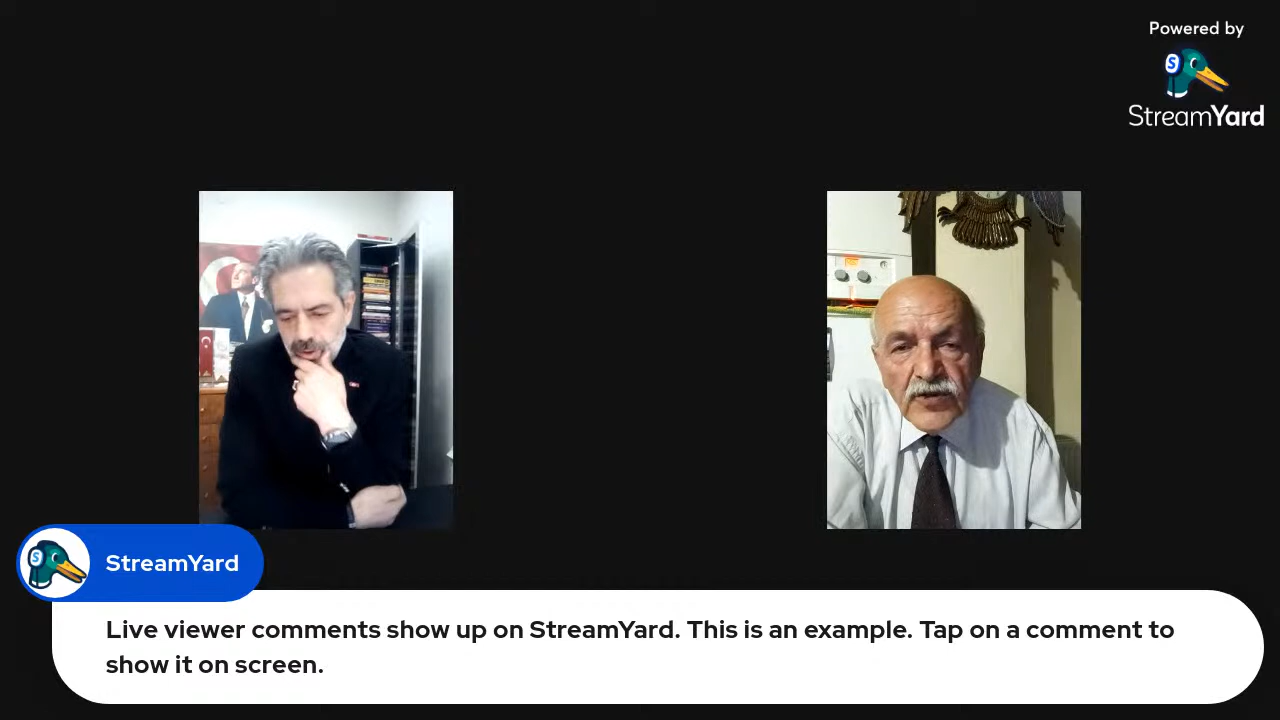 Powered by
StreamYard
StreamYard
Live viewer comments show up on StreamYard. This is an example. Tap on a comment to
show it on screen.